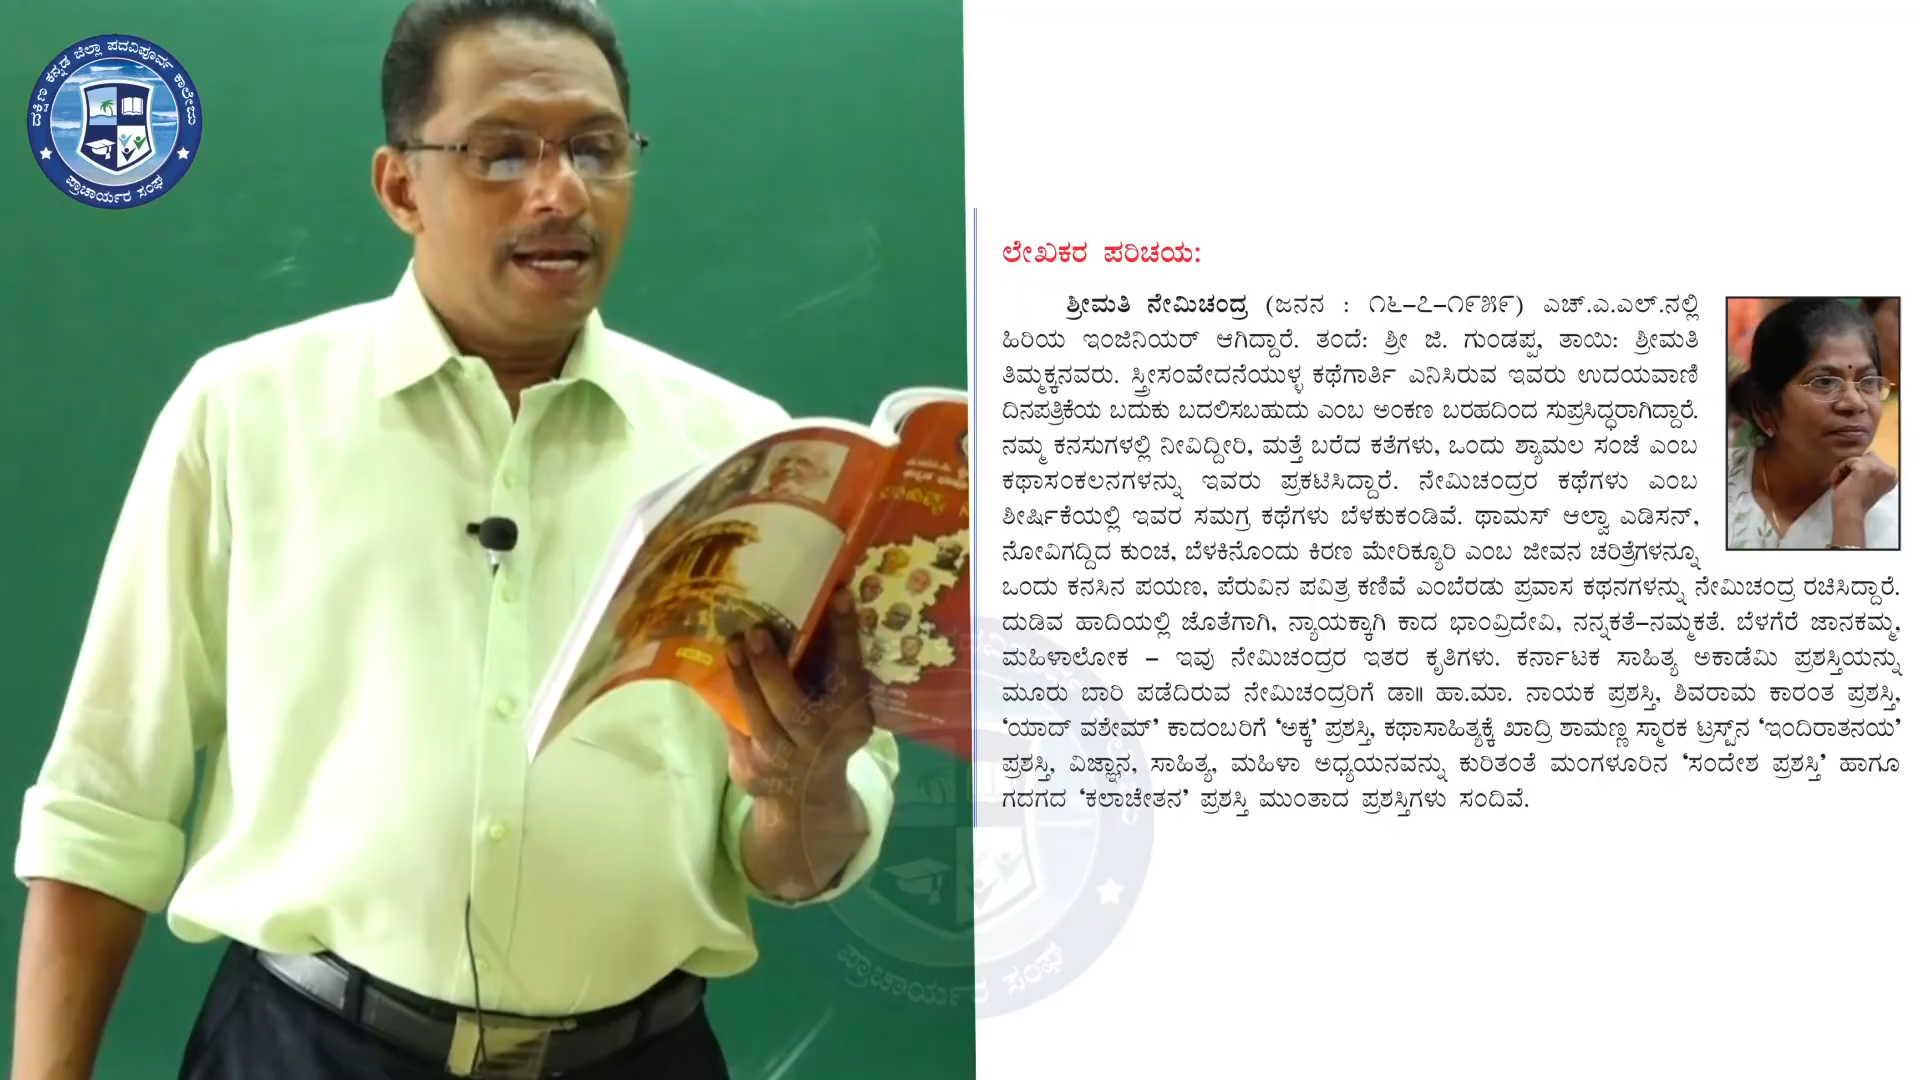 ದಕ್ಷಿಣ ಕನ್ನಡ ಜಿಲ್ಲಾ ಪದವಿಪೂರ್ವ ಕಾಲೇಜು
ಪ್ರಾಚಾರ್ಯರ ಸಂಘ
ಲೇಖಕರ ಪರಿಚಯ:
ಶ್ರೀಮತಿ ನೇಮಿಚಂದ್ರ (ಜನನ : ೧೬–೭–೧೯೫೯) ಎಚ್.ಎ.ಎಲ್.ನಲ್ಲಿ
ಹಿರಿಯ ಇಂಜಿನಿಯರ್ ಆಗಿದ್ದಾರೆ. ತಂದೆ: ಶ್ರೀ ಜಿ. ಗುಂಡಪ್ಪ, ತಾಯಿ: ಶ್ರೀಮತಿ
ತಿಮ್ಮಕ್ಕನವರು. ಸ್ತ್ರೀಸಂವೇದನೆಯುಳ್ಳ ಕಥೆಗಾರ್ತಿ ಎನಿಸಿರುವ ಇವರು ಉದಯವಾಣಿ
ದಿನಪತ್ರಿಕೆಯ ಬದುಕು ಬದಲಿಸಬಹುದು ಎಂಬ ಅಂಕಣ ಬರಹದಿಂದ ಸುಪ್ರಸಿದ್ಧರಾಗಿದ್ದಾರೆ.
ನಮ್ಮ ಕನಸುಗಳಲ್ಲಿ ನೀವಿದ್ದೀರಿ, ಮತ್ತೆ ಬರೆದ ಕತೆಗಳು, ಒಂದು ಶ್ಯಾಮಲ ಸಂಜೆ ಎಂಬ
ಕಥಾಸಂಕಲನಗಳನ್ನು ಇವರು ಪ್ರಕಟಿಸಿದ್ದಾರೆ. ನೇಮಿಚಂದ್ರರ ಕಥೆಗಳು ಎಂಬ
ಶೀರ್ಷಿಕೆಯಲ್ಲಿ ಇವರ ಸಮಗ್ರ ಕಥೆಗಳು ಬೆಳಕುಕಂಡಿವೆ. ಥಾಮಸ್ ಆಲ್ವಾ ಎಡಿಸನ್,
ನೋವಿಗದ್ದಿದ ಕುಂಚ, ಬೆಳಕಿನೊಂದು ಕಿರಣ ಮೇರಿಕ್ಯೂರಿ ಎಂಬ ಜೀವನ ಚರಿತ್ರೆಗಳನ್ನೂ
ಒಂದು ಕನಸಿನ ಪಯಣ, ಪೆರುವಿನ ಪವಿತ್ರ ಕಣಿವೆ ಎಂಬೆರಡು ಪ್ರವಾಸ ಕಥನಗಳನ್ನು ನೇಮಿಚಂದ್ರ ರಚಿಸಿದ್ದಾರೆ.
ದುಡಿವ ಹಾದಿಯಲ್ಲಿ ಜೊತೆಗಾಗಿ, ನ್ಯಾಯಕ್ಕಾಗಿ ಕಾದ ಭಾಂವ್ರಿದೇವಿ, ನನ್ನಕತೆ–ನಮ್ಮಕತೆ. ಬೆಳಗೆರೆ ಜಾನಕಮ್ಮ,
ಮಹಿಳಾಲೋಕ – ಇವು ನೇಮಿಚಂದ್ರರ ಇತರ ಕೃತಿಗಳು. ಕರ್ನಾಟಕ ಸಾಹಿತ್ಯ ಅಕಾಡೆಮಿ ಪ್ರಶಸ್ತಿಯನ್ನು
ಮೂರು ಬಾರಿ ಪಡೆದಿರುವ ನೇಮಿಚಂದ್ರರಿಗೆ ಡಾ॥ ಹಾ.ಮಾ. ನಾಯಕ ಪ್ರಶಸ್ತಿ, ಶಿವರಾಮ ಕಾರಂತ ಪ್ರಶಸ್ತಿ,
‘ಯಾದ್ ವಶೇಮ್’ ಕಾದಂಬರಿಗೆ ‘ಅಕ್ಕ’ ಪ್ರಶಸ್ತಿ, ಕಥಾಸಾಹಿತ್ಯಕ್ಕೆ ಖಾದ್ರಿ ಶಾಮಣ್ಣ ಸ್ಮಾರಕ ಟ್ರಸ್ಟ್‌ನ ‘ಇಂದಿರಾತನಯ’
ಪ್ರಶಸ್ತಿ, ವಿಜ್ಞಾನ, ಸಾಹಿತ್ಯ, ಮಹಿಳಾ ಅಧ್ಯಯನವನ್ನು ಕುರಿತಂತೆ ಮಂಗಳೂರಿನ ‘ಸಂದೇಶ ಪ್ರಶಸ್ತಿ’ ಹಾಗೂ
ಗದಗದ ‘ಕಲಾಚೇತನ’ ಪ್ರಶಸ್ತಿ ಮುಂತಾದ ಪ್ರಶಸ್ತಿಗಳು ಸಂದಿವೆ.
ಪ್ರಾಚಾರ್ಯರ ಸಂಘ